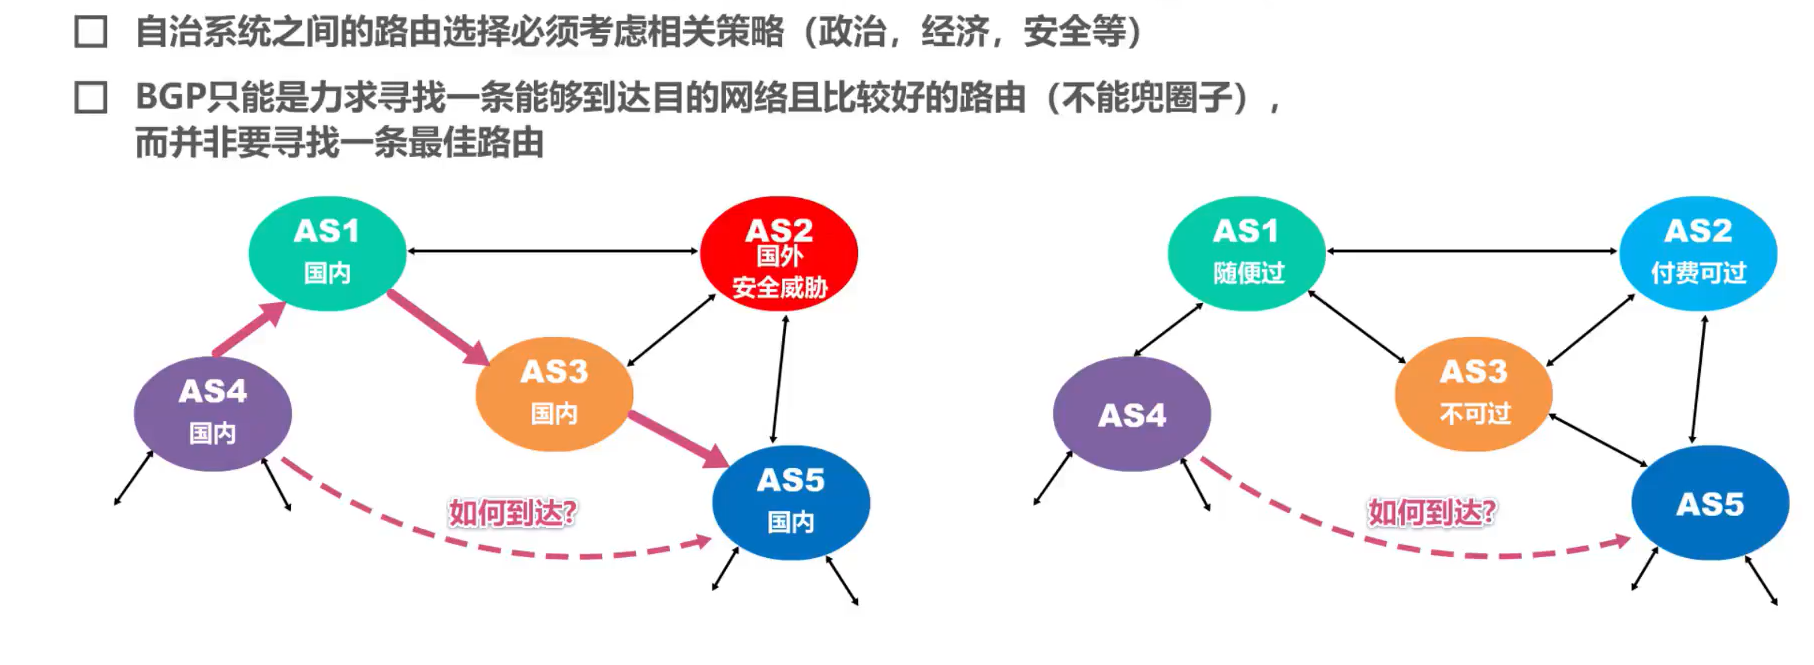 自治系统之间的路由选择必须考虑相关策略（政治，经济，安全等）
BGP只能是力求寻找一条能够到达目的网络且比较好的路由（不能兜圈子），
而并非要寻找一条最佳路由
AS1
国内
AS2
国外
安全威胁
AS3
国内
AS4
国内
AS5
国内
如何到达?
AS1
随便过
AS2
付费可过
AS3
不可过
AS4
AS5
如何到达?